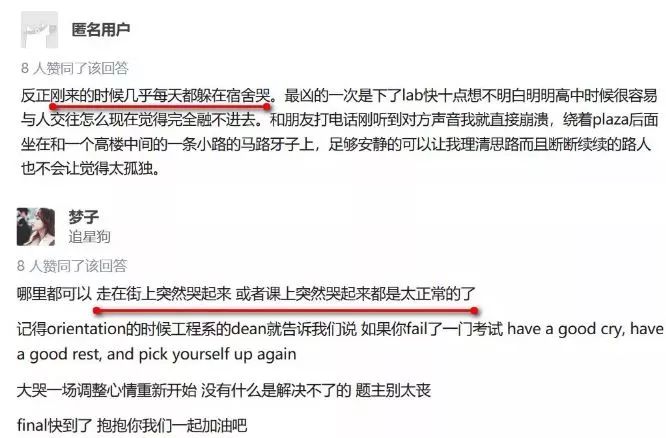 匿名用户
8 人赞同了该回答
反正刚来的时候几乎每天都躲在宿舍哭。最凶的一次是下了lab快十点想不明白明明高中时候很容易
与人交往怎么现在觉得完全融不进去。和朋友打电话刚听到对方声音我就直接崩溃，绕着plaza后面
坐在和一个高楼中间的一条小路的马路牙子上，足够安静的可以让我理清思路而且断断续续的路人
也不会让觉得太孤独。
梦子
追星狗
8 人赞同了该回答
哪里都可以 走在街上突然哭起来 或者课上突然哭起来都是太正常的了
记得orientation的时候工程系的dean就告诉我们说 如果你fail了一门考试 have a good cry, have
a good rest, and pick yourself up again
大哭一场调整心情重新开始 没有什么是解决不了的 题主别太丧
final快到了 抱抱你我们一起加油吧